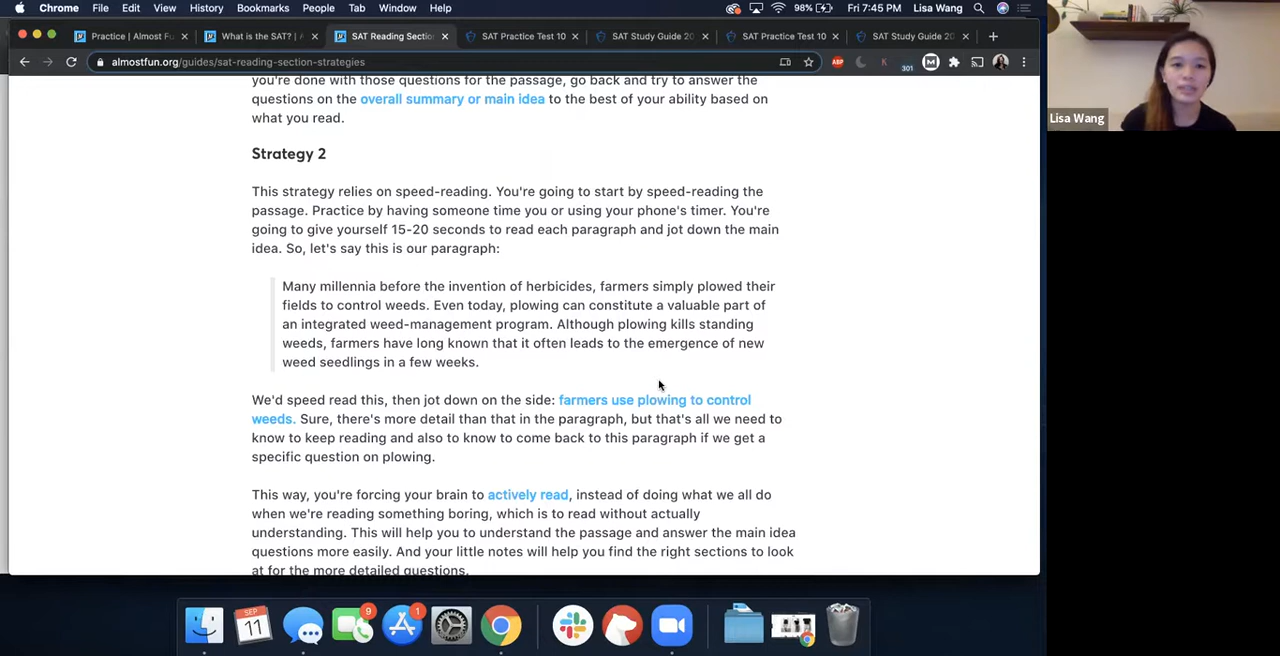 Chrome File Edit View History Bookmarks People Tab Window Help 98% Fri 7:45 PM Lisa Wang
Practice | Almost Fu × What is the SAT? | × SAT Reading Sectio × SAT Practice Test 10 × SAT Study Guide 20 × SAT Practice Test 10 × SAT Study Guide 20 × +
almostfun.org/guides/sat-reading-section-strategies ABP K 301 M
Lisa Wang
you're done with those questions for the passage, go back and try to answer the
questions on the overall summary or main idea to the best of your ability based on
what you read.
Strategy 2
This strategy relies on speed-reading. You're going to start by speed-reading the
passage. Practice by having someone time you or using your phone's timer. You're
going to give yourself 15-20 seconds to read each paragraph and jot down the main
idea. So, let's say this is our paragraph:
Many millennia before the invention of herbicides, farmers simply plowed their
fields to control weeds. Even today, plowing can constitute a valuable part of
an integrated weed-management program. Although plowing kills standing
weeds, farmers have long known that it often leads to the emergence of new
weed seedlings in a few weeks.
We'd speed read this, then jot down on the side: farmers use plowing to control
weeds. Sure, there's more detail than that in the paragraph, but that's all we need to
know to keep reading and also to know to come back to this paragraph if we get a
specific question on plowing.
This way, you're forcing your brain to actively read, instead of doing what we all do
when we're reading something boring, which is to read without actually
understanding. This will help you to understand the passage and answer the main idea
questions more easily. And your little notes will help you find the right sections to look
at for the more detailed questions.
SEP
11
9
1